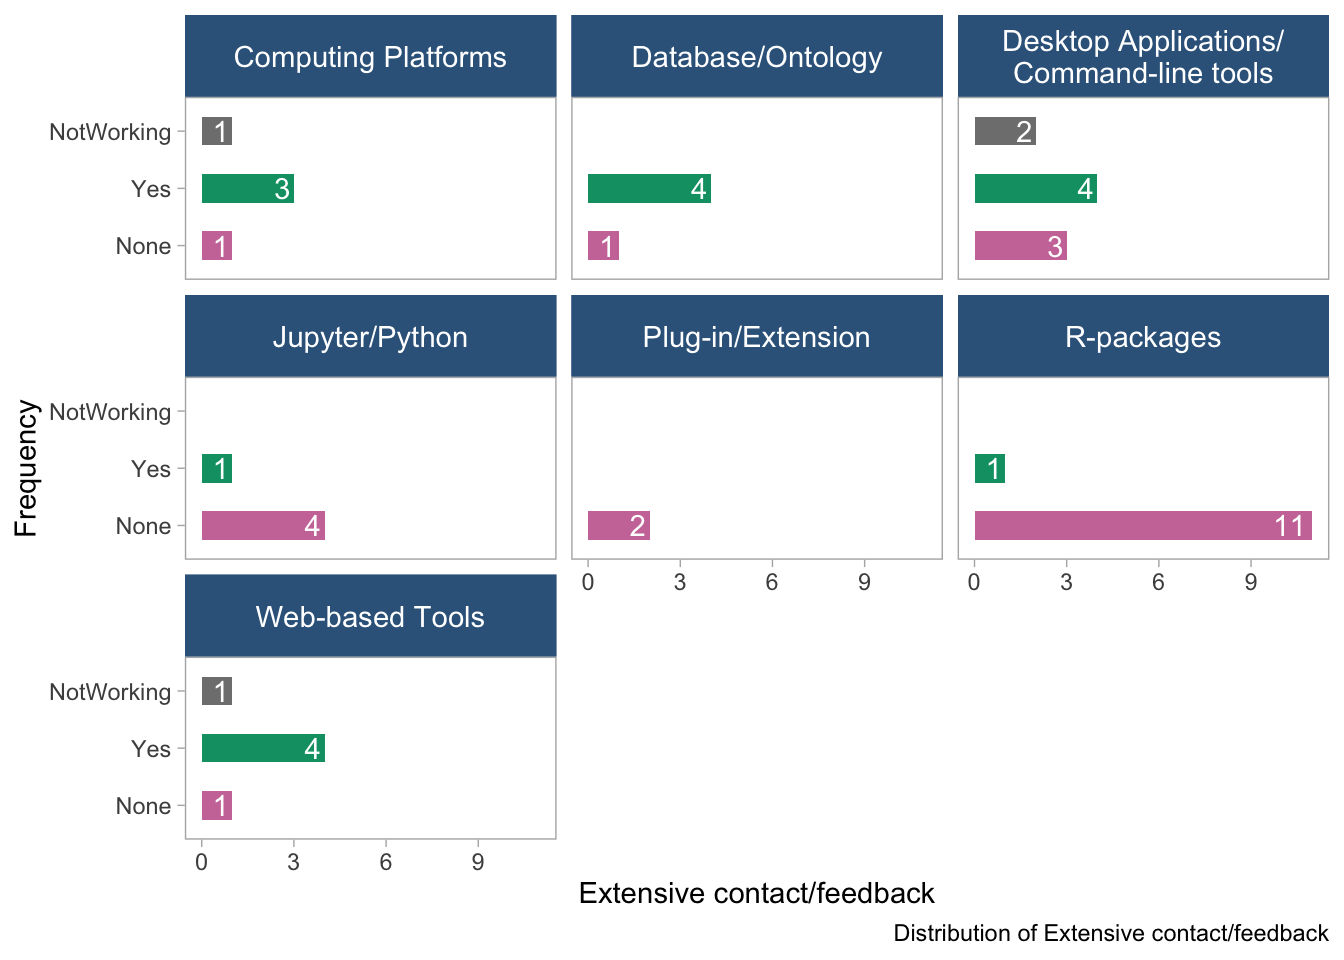 Computing Platforms
Database/Ontology
Desktop Applications/
Command-line tools
NotWorking
Yes
None
1
3
1
4
1
2
4
3
Jupyter/Python
Plug-in/Extension
R-packages
Frequency
NotWorking
Yes
None
1
4
2
1
11
0 3 6 9
0 3 6 9
Web-based Tools
NotWorking
Yes
None
1
4
1
0 3 6 9
Extensive contact/feedback
Distribution of Extensive contact/feedback